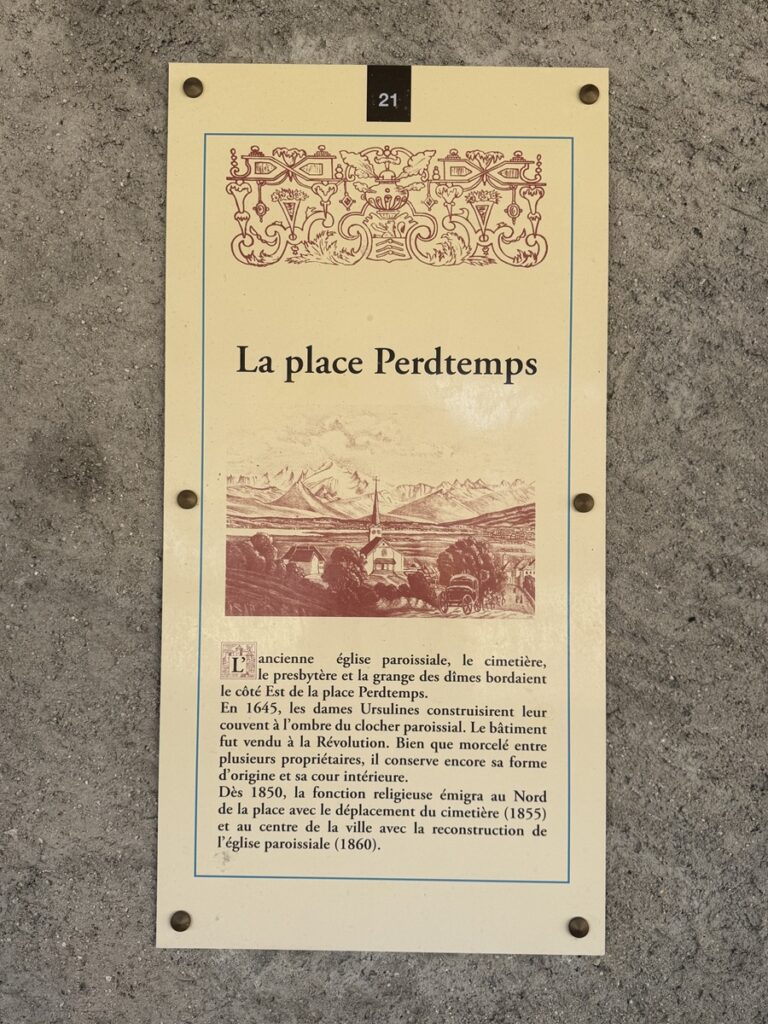 21
La place Perdtemps
L'ancienne église paroissiale, le cimetière,
le presbytère et la grange des dîmes bordaient
le côté Est de la place Perdtemps.
En 1645, les dames Ursulines construisirent leur
couvent à l'ombre du clocher paroissial. Le bâtiment
fut vendu à la Révolution. Bien que morcelé entre
plusieurs propriétaires, il conserve encore sa forme
d'origine et sa cour intérieure.
Dès 1850, la fonction religieuse émigra au Nord
de la place avec le déplacement du cimetière (1855)
et au centre de la ville avec la reconstruction de
l'église paroissiale (1860).